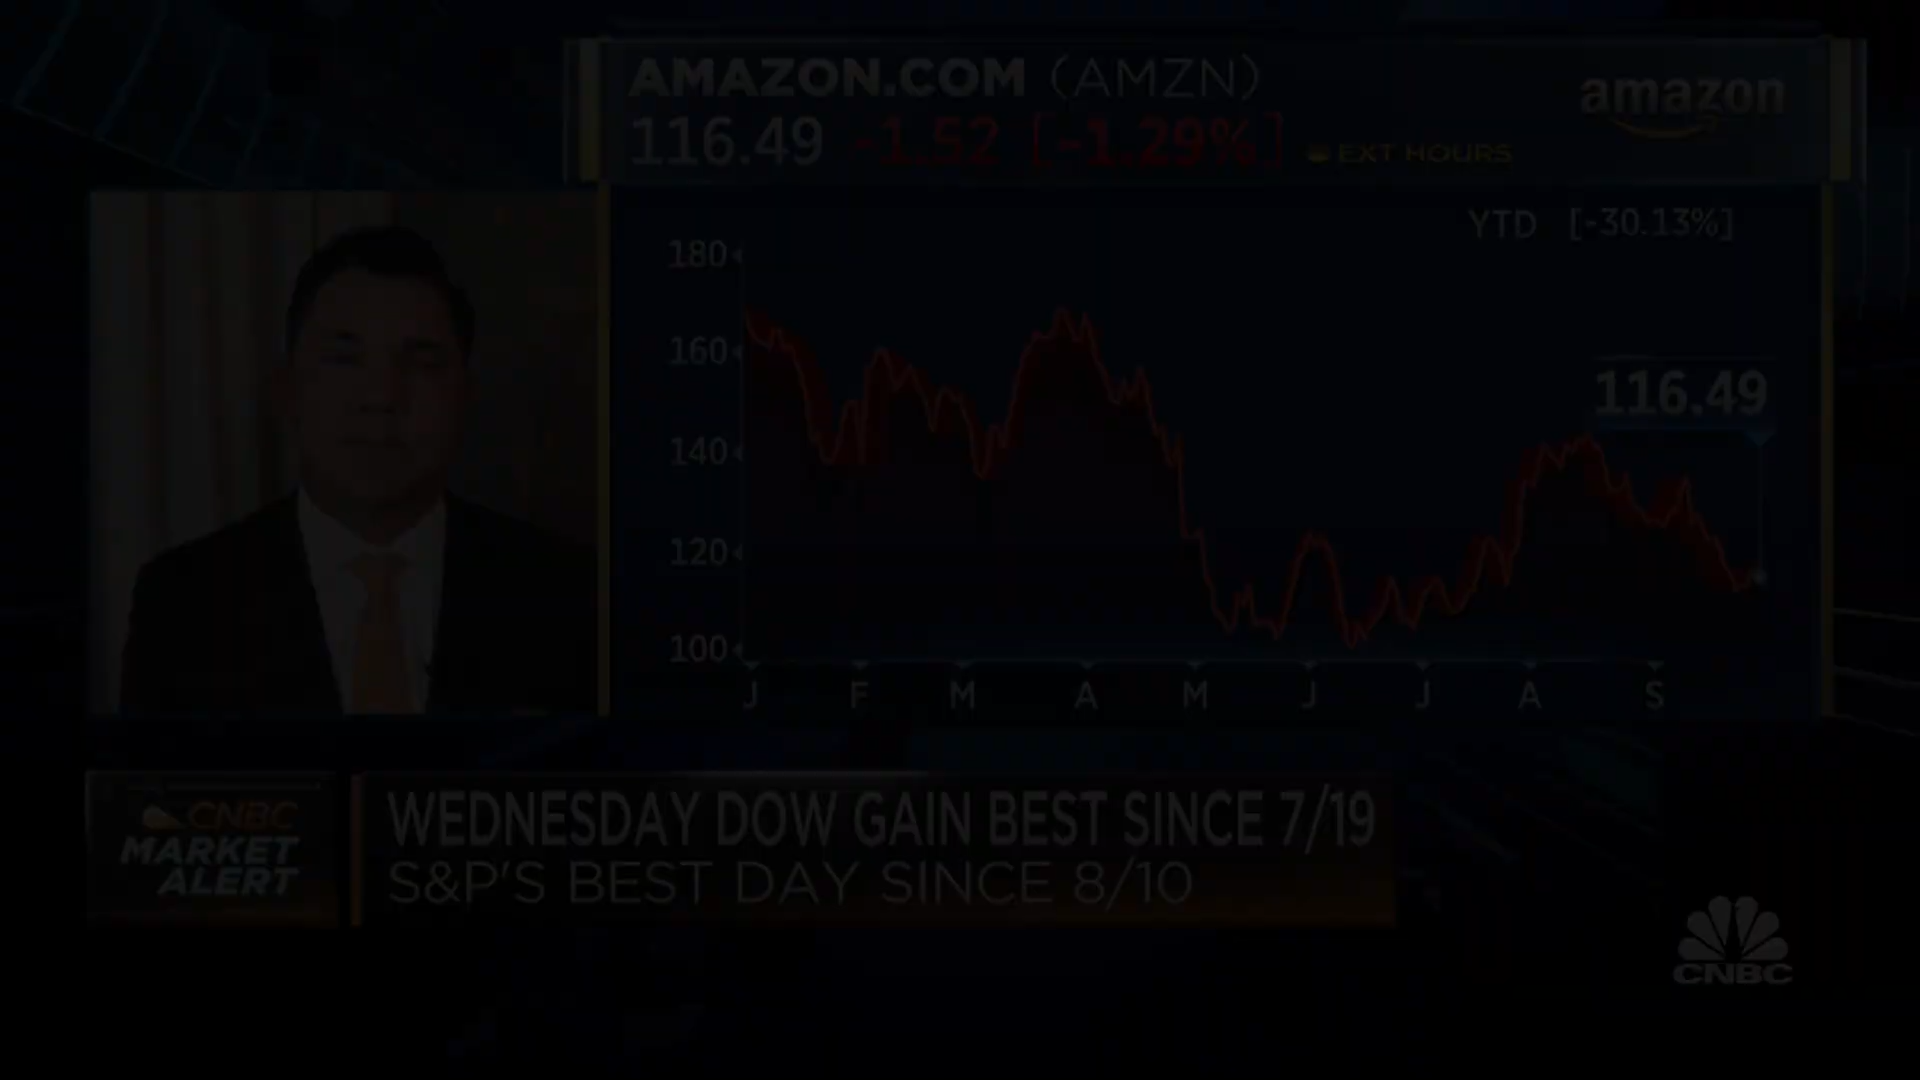 AMAZON.COM (AMZN)
116.49 -1.52 [-1.29%] EXT HOURS
amazon
YTD [-30.13%]
180
160
140
120
100
116.49
J F M A M J J A S
CNBC
MARKET
ALERT
WEDNESDAY DOW GAIN BEST SINCE 7/19
S&P'S BEST DAY SINCE 8/10
CNBC